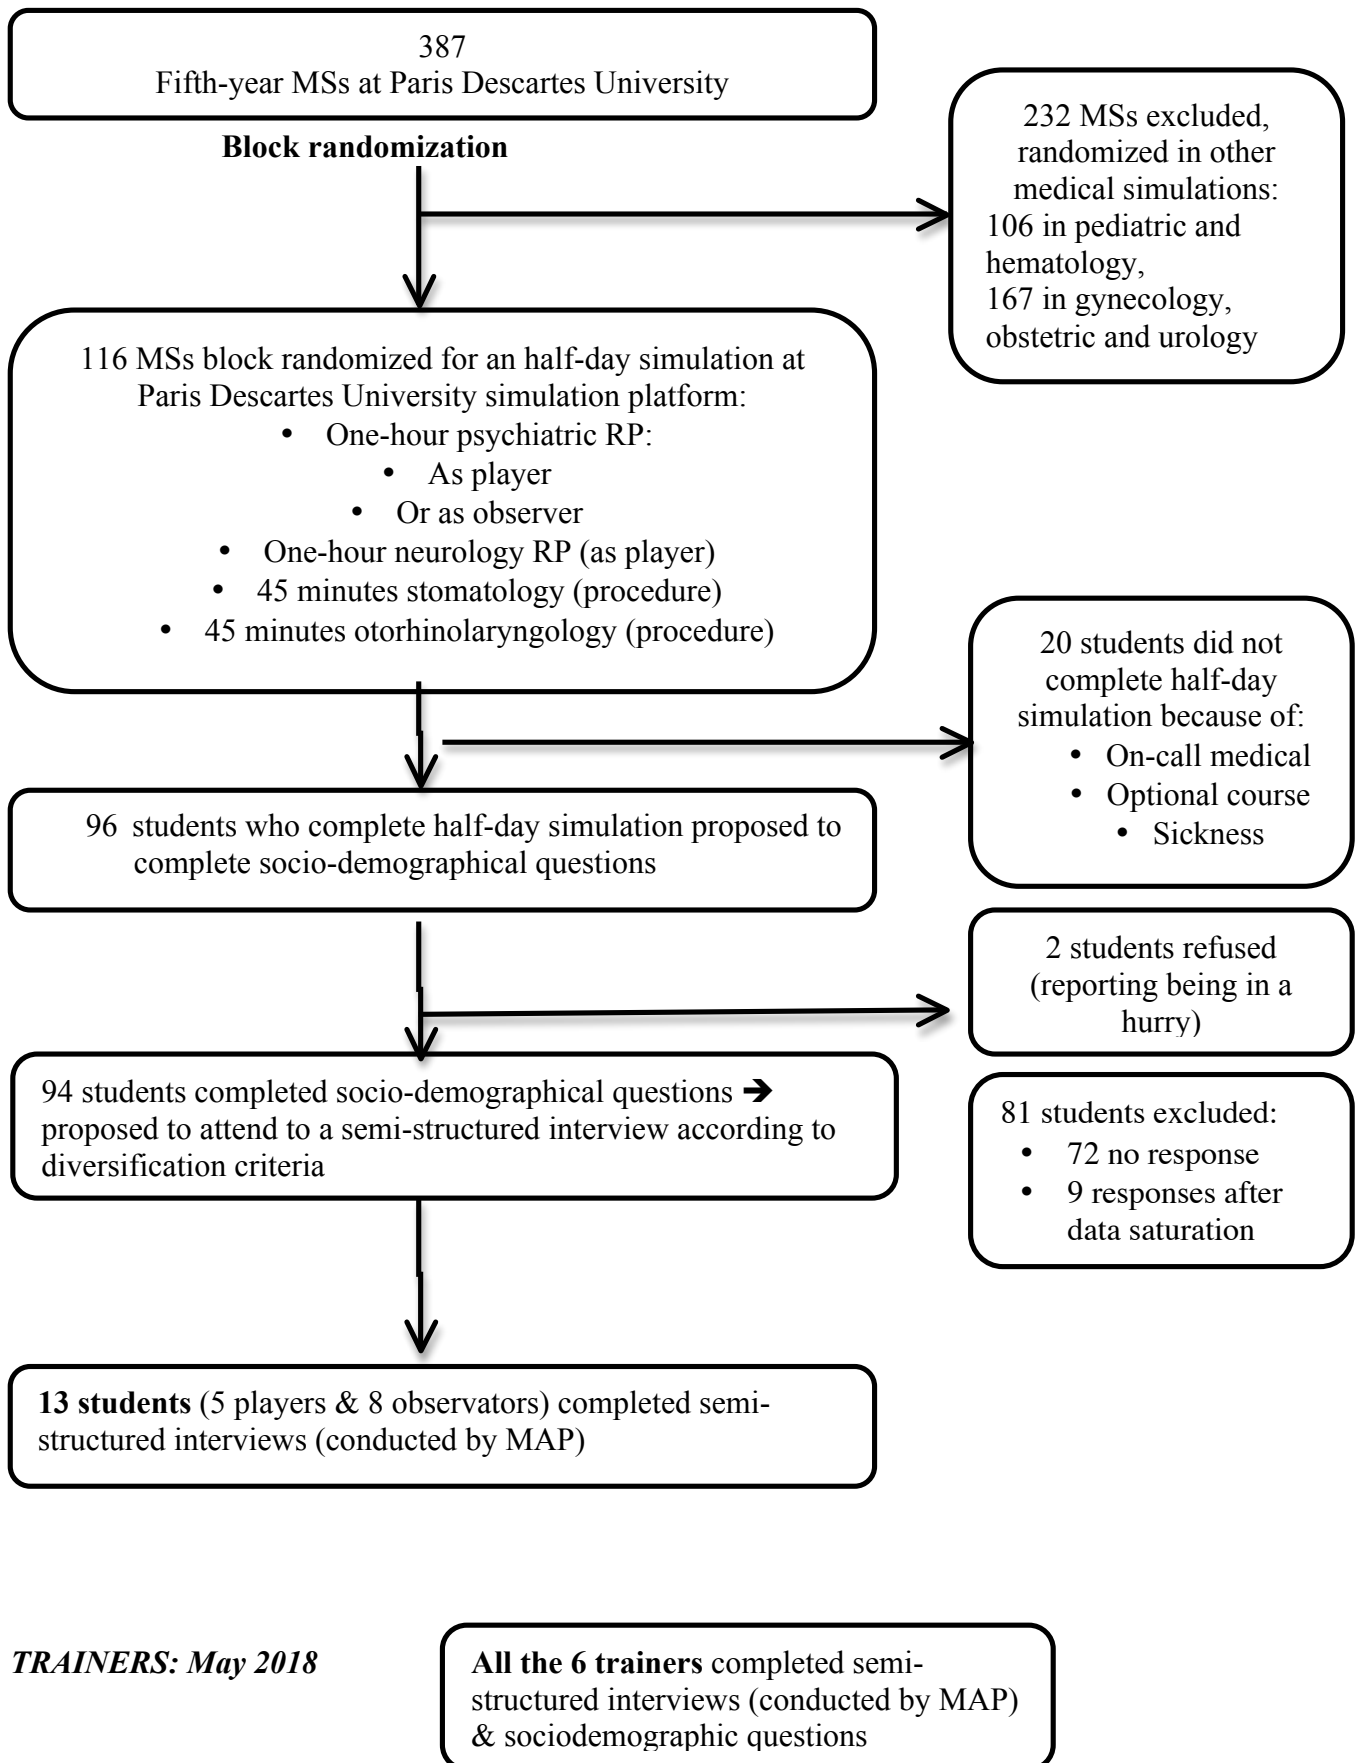 387
Fifth-year MSs at Paris Descartes University
Block randomization
232 MSs excluded,
randomized in other
medical simulations:
106 in pediatric and
hematology,
167 in gynecology,
obstetric and urology
116 MSs block randomized for an half-day simulation at
Paris Descartes University simulation platform:
• One-hour psychiatric RP:
• As player
• Or as observer
• One-hour neurology RP (as player)
• 45 minutes stomatology (procedure)
• 45 minutes otorhinolaryngology (procedure)
20 students did not
complete half-day
simulation because of:
• On-call medical
• Optional course
• Sickness
96 students who complete half-day simulation proposed to
complete socio-demographical questions
2 students refused
(reporting being in a
hurry)
94 students completed socio-demographical questions ➔
proposed to attend to a semi-structured interview according to
diversification criteria
81 students excluded:
• 72 no response
• 9 responses after
data saturation
13 students (5 players & 8 observators) completed semi-
structured interviews (conducted by MAP)
TRAINERS: May 2018
All the 6 trainers completed semi-
structured interviews (conducted by MAP)
& sociodemographic questions